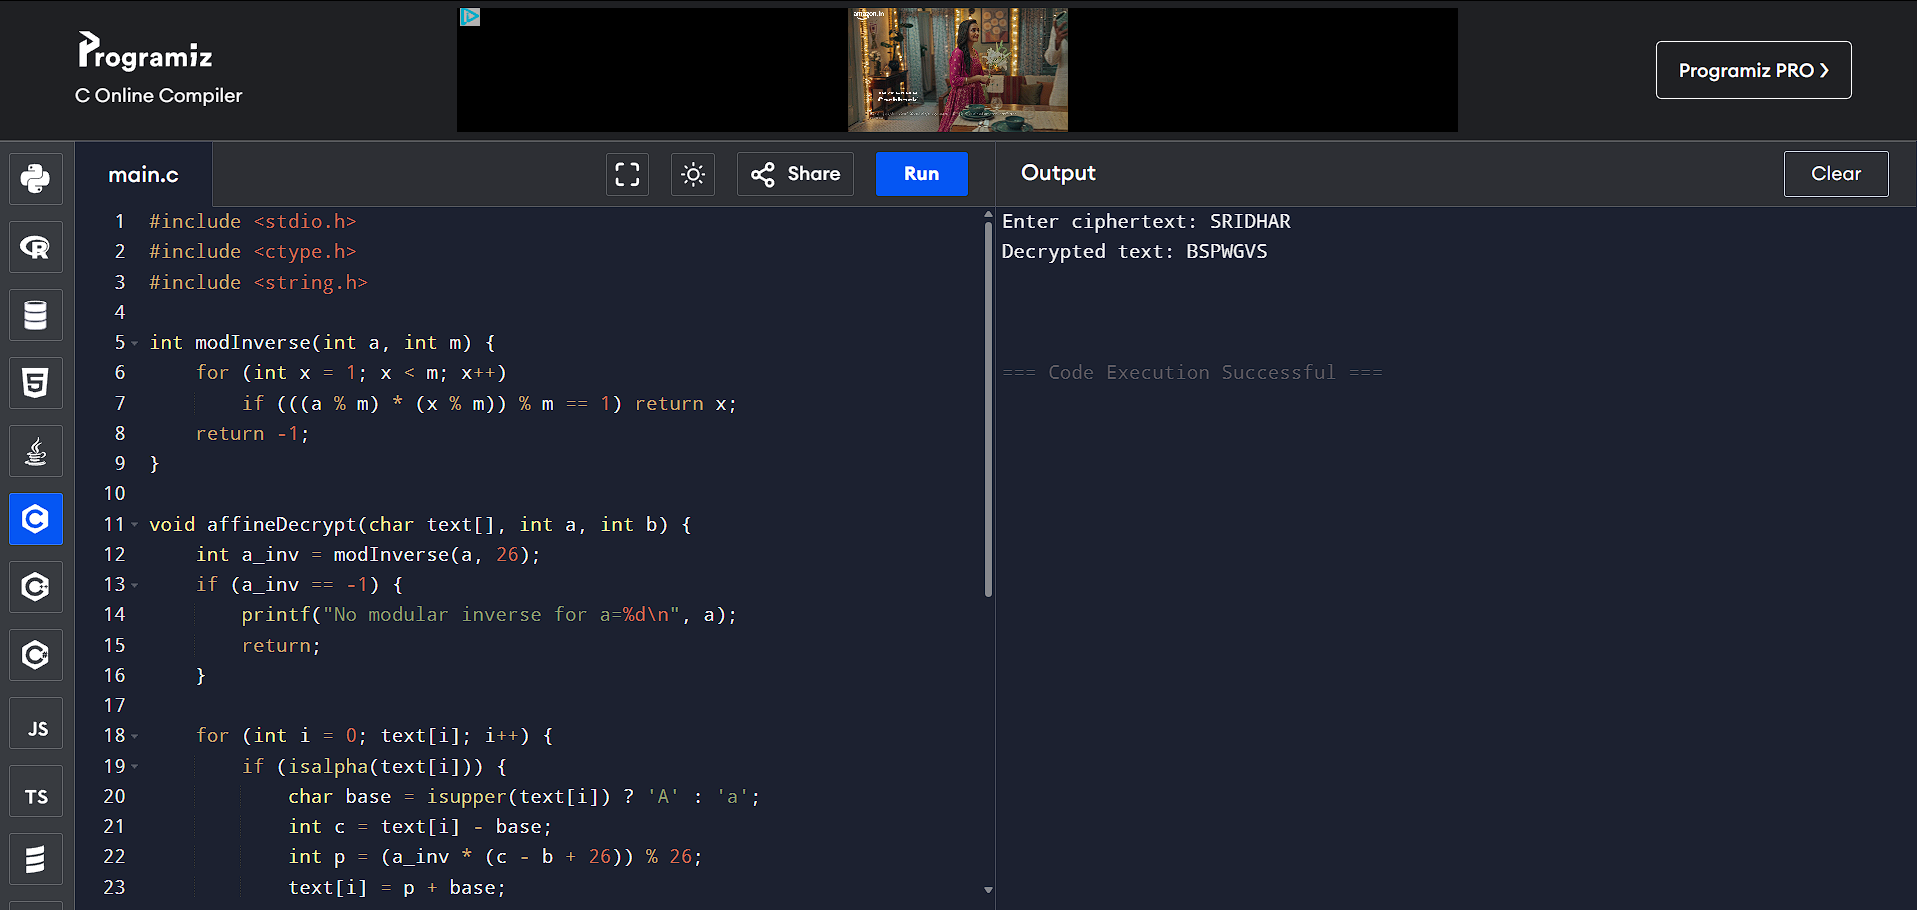 Programiz
C Online Compiler
amazon.in
Cashback
Programiz PRO ❯
main.c
Share
Run
Output
Clear
1 #include <stdio.h>
2 #include <ctype.h>
3 #include <string.h>
4
5 int modInverse(int a, int m) {
6     for (int x = 1; x < m; x++)
7         if (((a % m) * (x % m)) % m == 1) return x;
8     return -1;
9 }
10
11 void affineDecrypt(char text[], int a, int b) {
12     int a_inv = modInverse(a, 26);
13     if (a_inv == -1) {
14         printf("No modular inverse for a=%d\n", a);
15         return;
16     }
17
18     for (int i = 0; text[i]; i++) {
19         if (isalpha(text[i])) {
20             char base = isupper(text[i]) ? 'A' : 'a';
21             int c = text[i] - base;
22             int p = (a_inv * (c - b + 26)) % 26;
23             text[i] = p + base;
Enter ciphertext: SRIDHAR
Decrypted text: BSPWGVS
=== Code Execution Successful ===
R
5
C
C++
C#
JS
TS